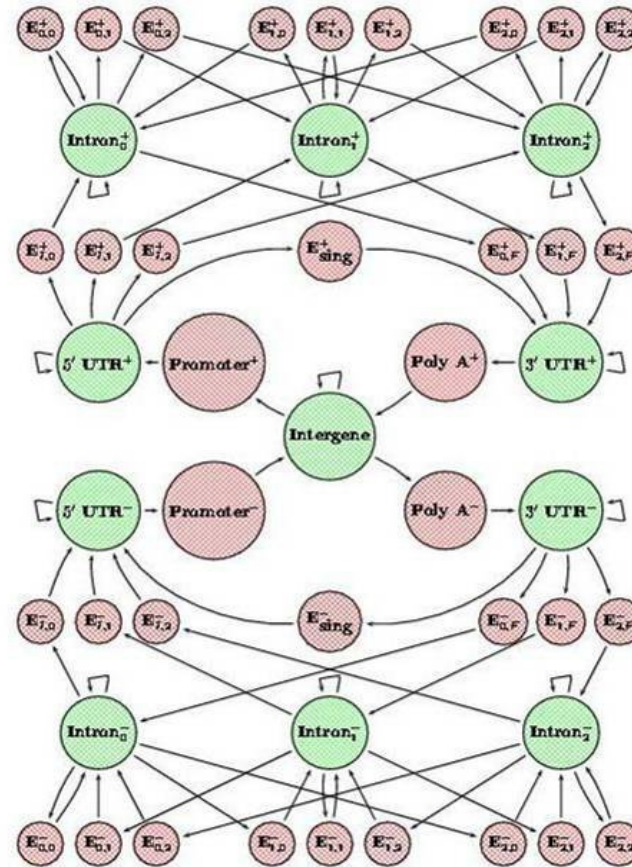 E⁺₀,₀ E⁺₀,₁ E⁺₀,₂ E⁺₁,₀ E⁺₁,₁ E⁺₁,₂ E⁺₂,₀ E⁺₂,₁ E⁺₂,₂
Intron⁺₀ Intron⁺₁ Intron⁺₂
E⁺I,₀ E⁺I,₁ E⁺I,₂ E⁺sing E⁺₀,F E⁺₁,F E⁺₂,F
5′ UTR⁺ Promoter⁺ Poly A⁺ 3′ UTR⁺
Intergene
5′ UTR⁻ Promoter⁻ Poly A⁻ 3′ UTR⁻
E⁻I,₀ E⁻I,₁ E⁻I,₂ E⁻sing E⁻₀,F E⁻₁,F E⁻₂,F
Intron⁻₀ Intron⁻₁ Intron⁻₂
E⁻₀,₀ E⁻₀,₁ E⁻₀,₂ E⁻₁,₀ E⁻₁,₁ E⁻₁,₂ E⁻₂,₀ E⁻₂,₁ E⁻₂,₂